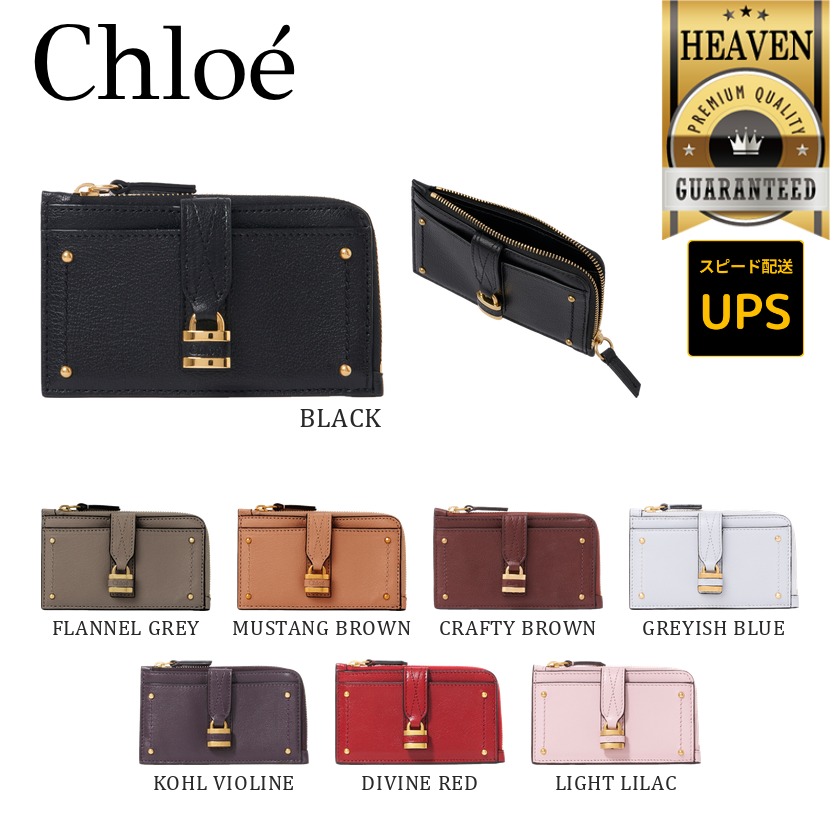 Chloé
HEAVEN
PREMIUM QUALITY
GUARANTEED
スピード配送
UPS
BLACK
FLANNEL GREY
MUSTANG BROWN
CRAFTY BROWN
GREYISH BLUE
KOHL VIOLINE
DIVINE RED
LIGHT LILAC